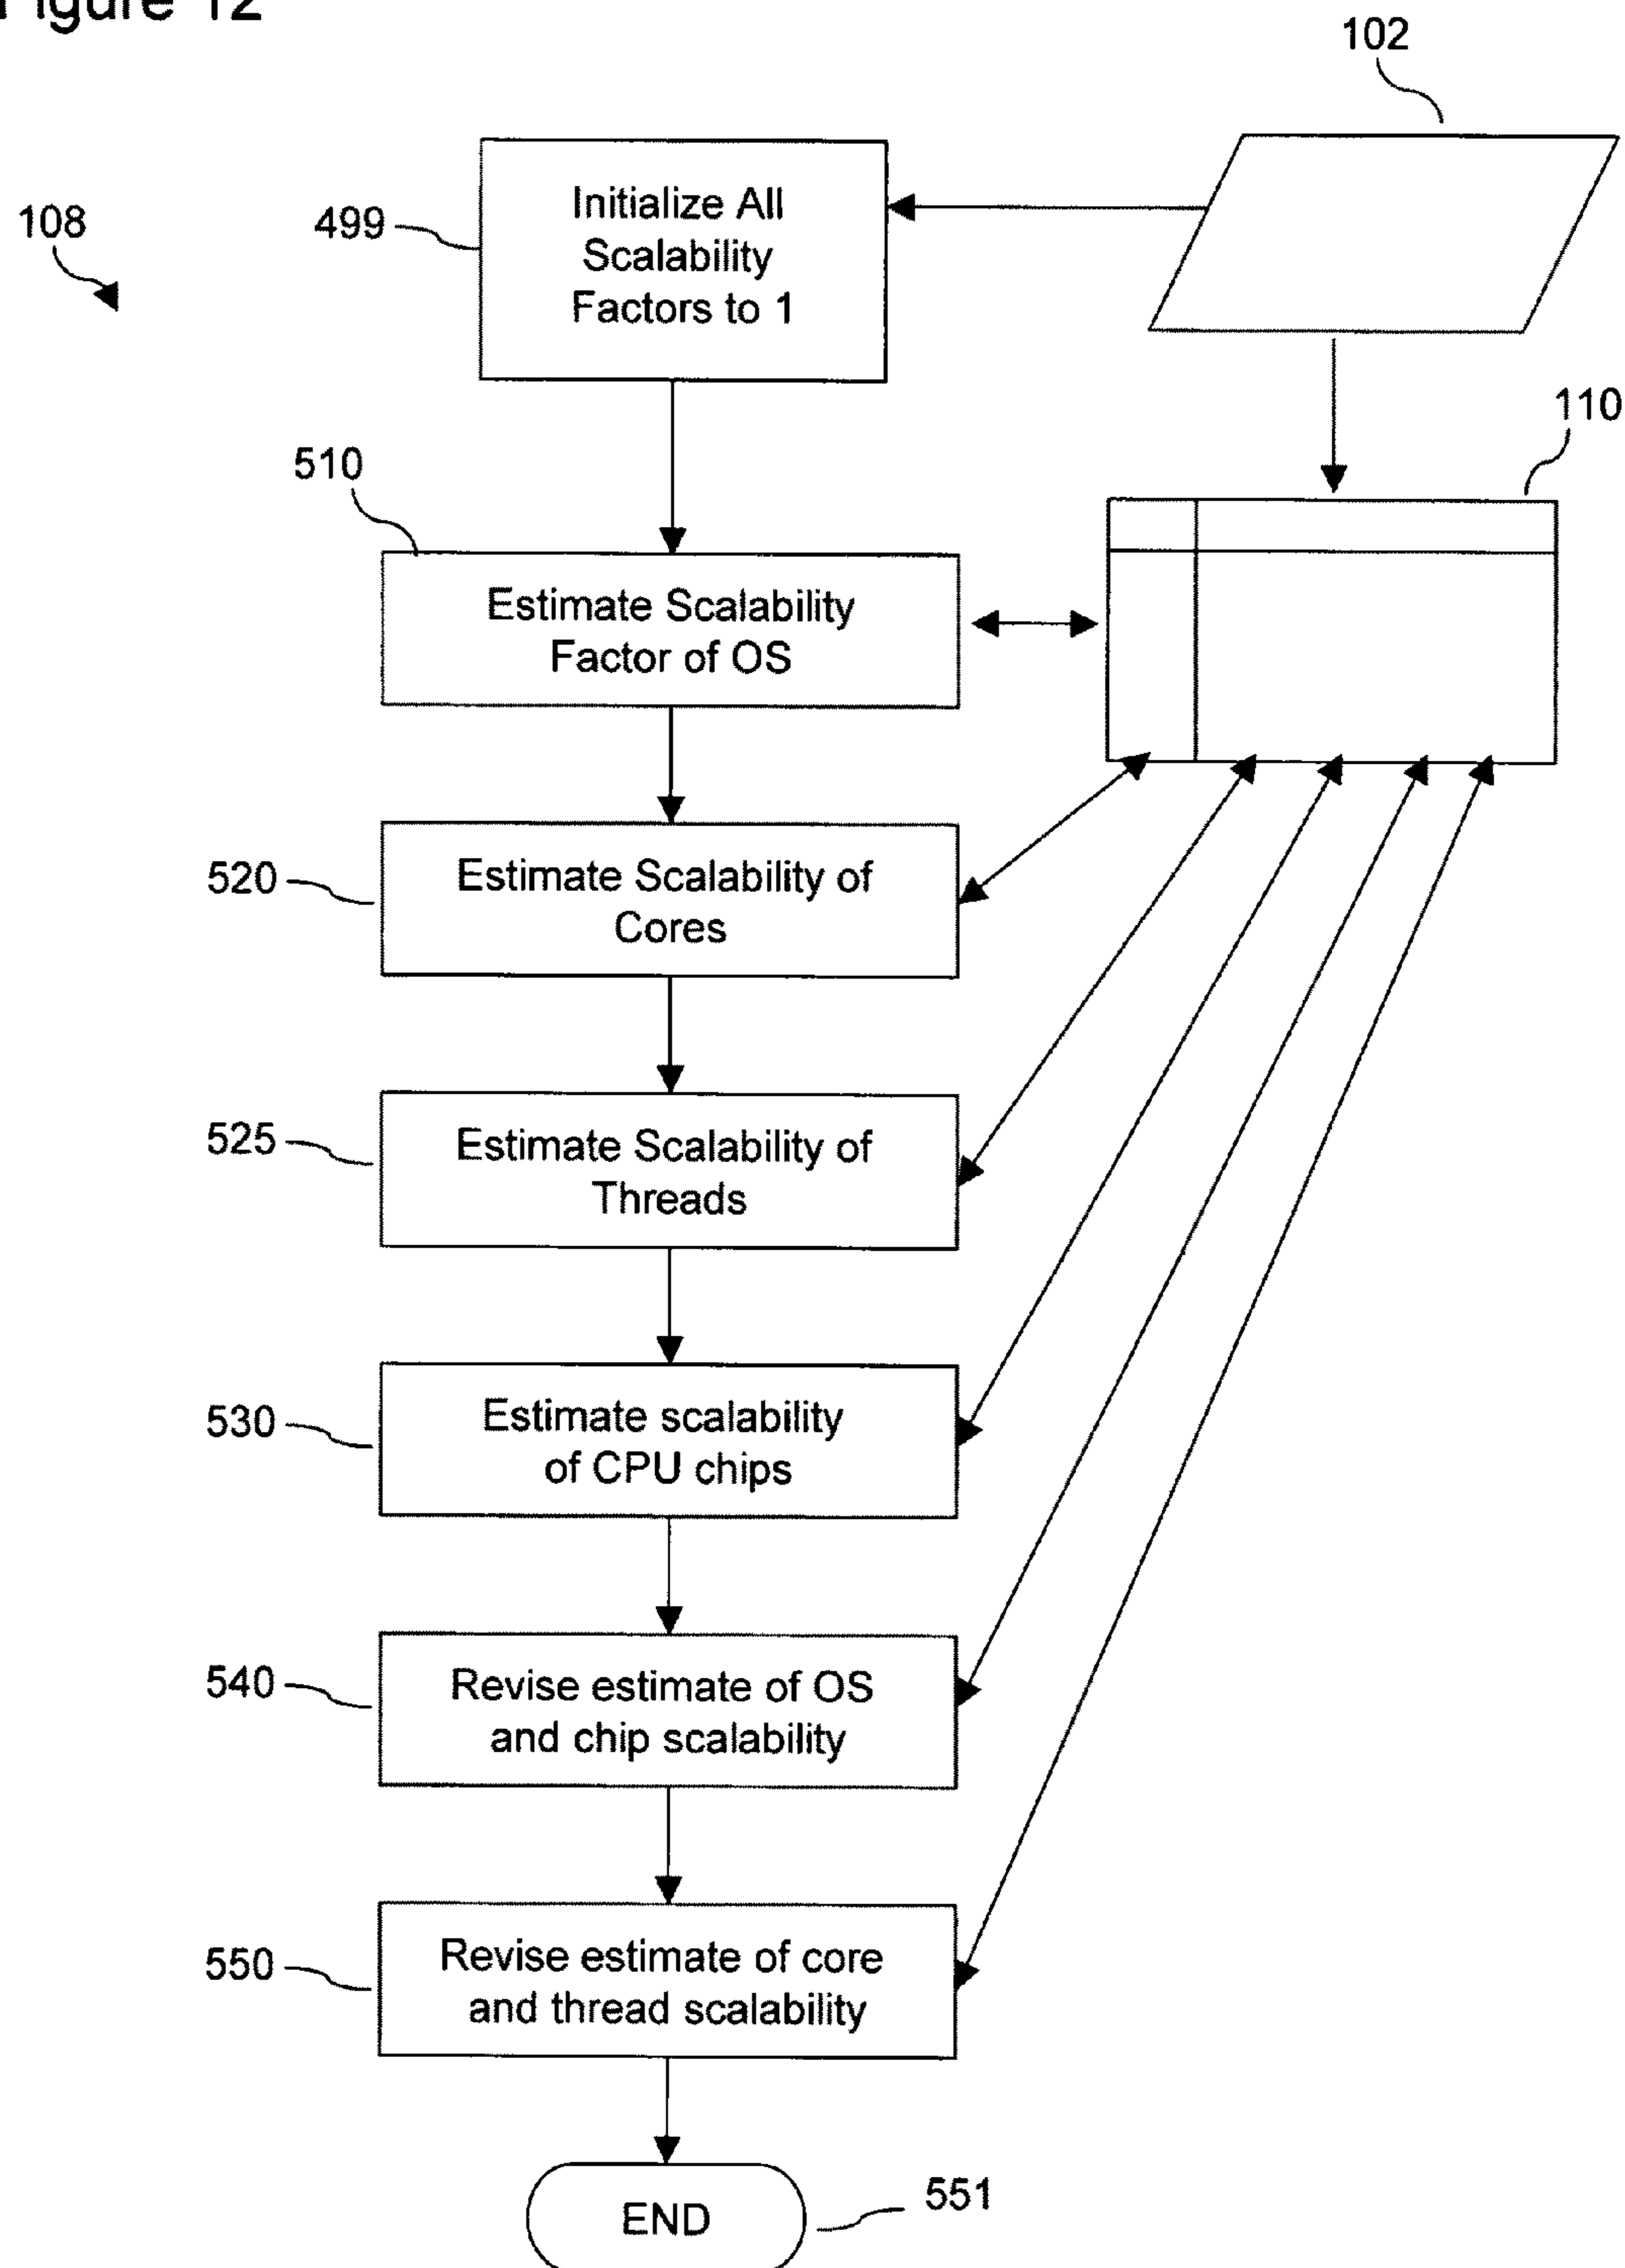 Figure 12
102
108
499
Initialize All
Scalability
Factors to 1
110
510
Estimate Scalability
Factor of OS
520
Estimate Scalability of
Cores
525
Estimate Scalability of
Threads
530
Estimate scalability
of CPU chips
540
Revise estimate of OS
and chip scalability
550
Revise estimate of core
and thread scalability
551
END